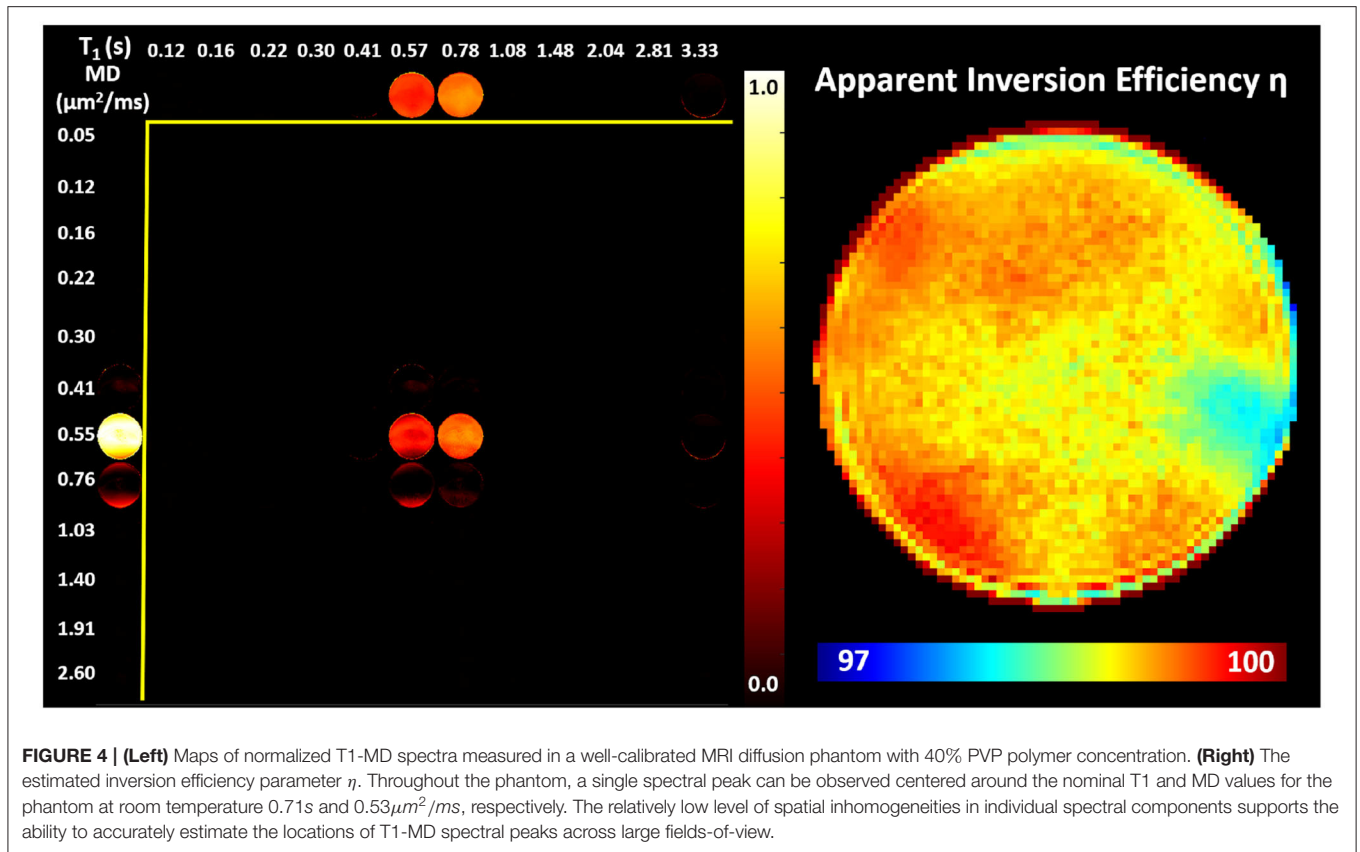 T1 (s) 0.12 0.16 0.22 0.30 0.41 0.57 0.78 1.08 1.48 2.04 2.81 3.33
MD
(μm²/ms)
0.05
0.12
0.16
0.22
0.30
0.41
0.55
0.76
1.03
1.40
1.91
2.60
1.0
0.0
Apparent Inversion Efficiency η
97 100
FIGURE 4 | (Left) Maps of normalized T1-MD spectra measured in a well-calibrated MRI diffusion phantom with 40% PVP polymer concentration. (Right) The
estimated inversion efficiency parameter η. Throughout the phantom, a single spectral peak can be observed centered around the nominal T1 and MD values for the
phantom at room temperature 0.71s and 0.53μm²/ms, respectively. The relatively low level of spatial inhomogeneities in individual spectral components supports the
ability to accurately estimate the locations of T1-MD spectral peaks across large fields-of-view.